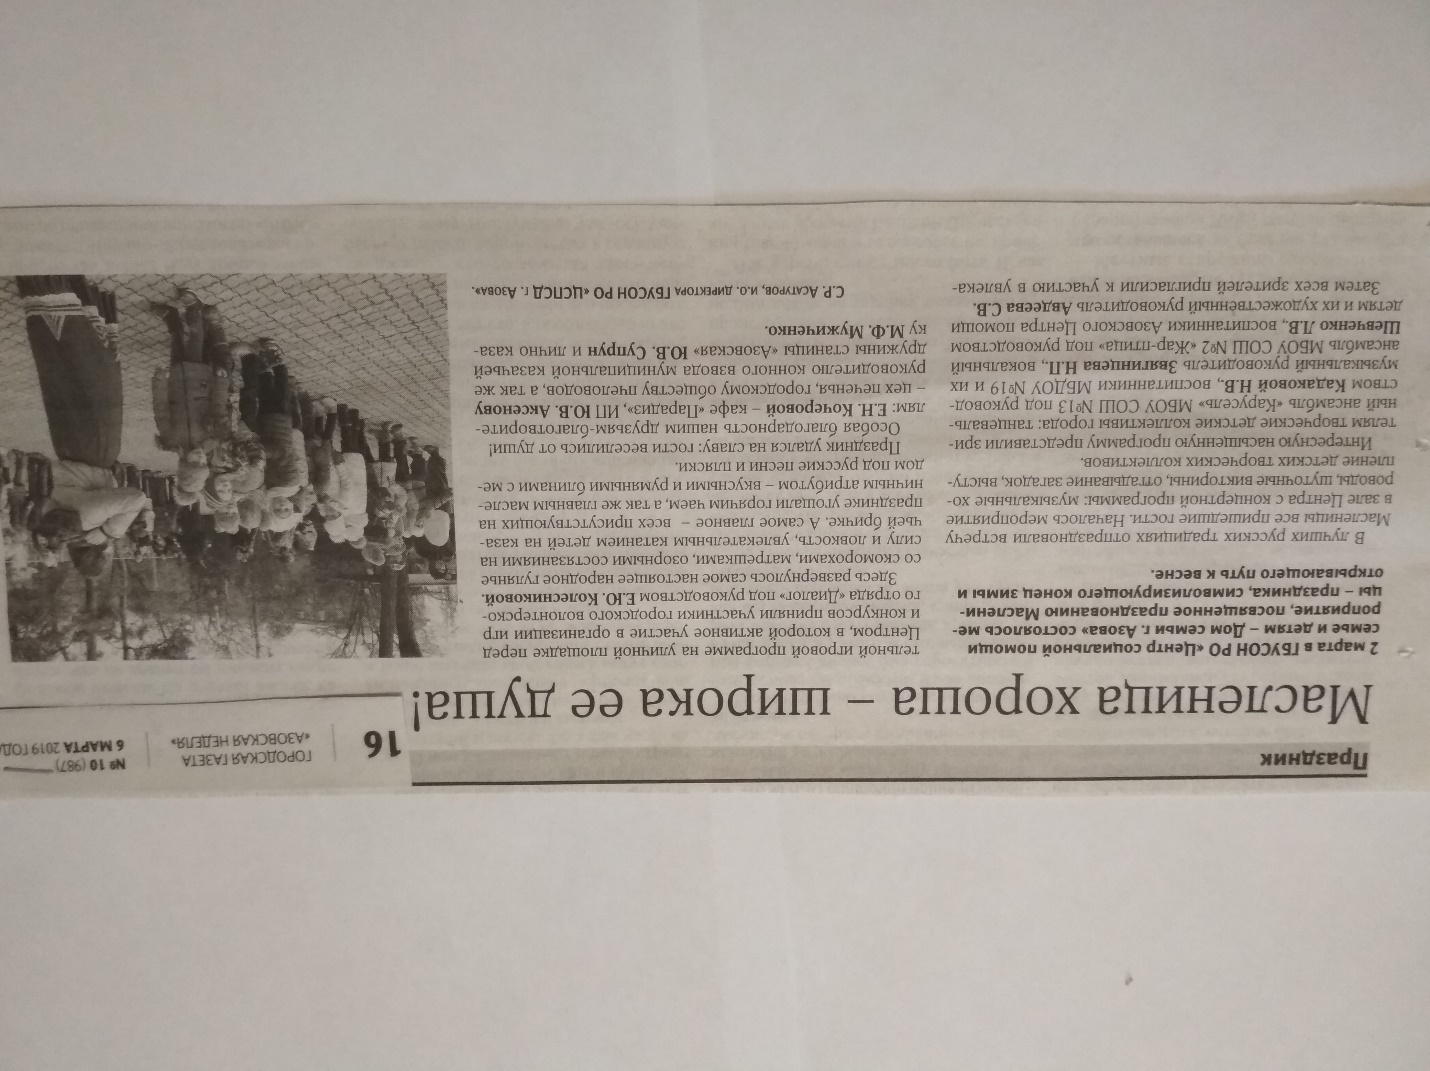 Праздник
16
ГОРОДСКАЯ ГАЗЕТА
«АЗОВСКАЯ НЕДЕЛЯ»
№ 10 (987)
6 МАРТА 2019 ГОДА
Масленица хороша – широка ее душа!
2 марта в ГБУСОН РО «Центр социальной помощи
семье и детям – Дом семьи г. Азова» состоялось ме-
роприятие, посвященное празднованию Маслени-
цы – праздника, символизирующего конец зимы и
открывающего путь к весне.
В лучших русских традициях отпраздновали встречу
Масленицы все пришедшие гости. Началось мероприятие
в зале Центра с концертной программы: музыкальные хо-
роводы, шуточные викторины, отгадывание загадок, высту-
пление детских творческих коллективов.
Интересную насыщенную программу представили зри-
телям творческие детские коллективы города: танцеваль-
ный ансамбль «Карусель» МБОУ СОШ №13 под руковод-
ством Кадаковой Н.В., воспитанники МБДОУ №19 и их
музыкальный руководитель Звягинцева Н.П., вокальный
ансамбль МБОУ СОШ №2 «Жар-птица» под руководством
Шевченко Л.В., воспитанники Азовского Центра помощи
детям и их художественный руководитель Авдеева С.В.
Затем всех зрителей пригласили к участию в увлека-
тельной игровой программе на уличной площадке перед
Центром, в которой активное участие в организации игр
и конкурсов приняли участники городского волонтерско-
го отряда «Диалог» под руководством Е.Ю. Колесниковой.
Здесь развернулось самое настоящее народное гулянье
со скоморохами, матрешками, озорными состязаниями на
силу и ловкость, увлекательным катанием детей на каза-
чьей бричке. А самое главное – всех присутствующих на
празднике угощали горячим чаем, а так же главным масле-
ничным атрибутом – вкусными и румяными блинами с ме-
дом под русские песни и пляски.
Праздник удался на славу: гости веселились от души!
Особая благодарность нашим друзьям-благотворите-
лям: Е.Н. Кочеровой – кафе «Парадиз», ИП Ю.В. Аксенову
– цех печенья, городскому обществу пчеловодов, а так же
руководителю конного взвода муниципальной казачьей
дружины станицы «Азовская» Ю.В. Супрун и лично каза-
ку М.Ф. Мужиченко.
С.Р. Асатуров, и.о. директора ГБУСОН РО «ЦСПСД г. Азова».